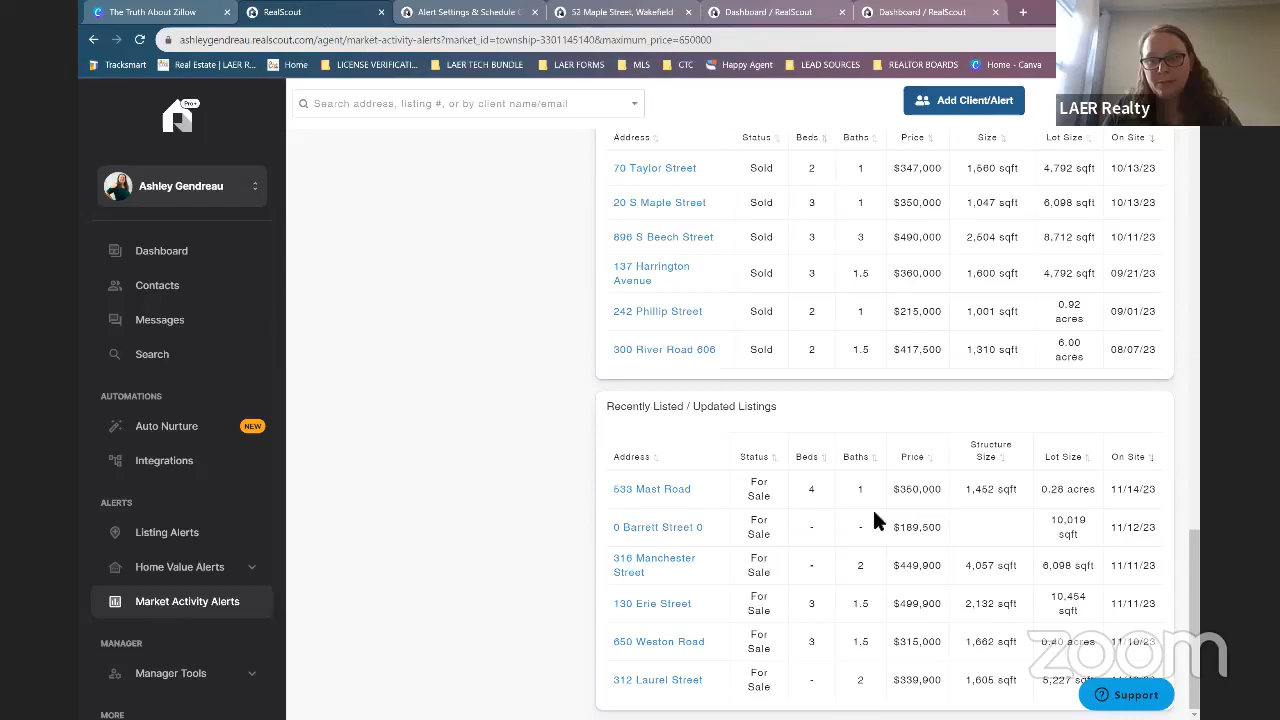 The Truth About Zillow
RealScout
Alert Settings & Schedule C
52 Maple Street, Wakefield
Dashboard / RealScout
Dashboard / RealScout
ashleygendreau.realscout.com/agent/market-activity-alerts?market_id=township-3301145140&maximum_price=650000
Tracksmart
Real Estate | LAER R...
Home
LICENSE VERIFICATI...
LAER TECH BUNDLE
LAER FORMS
MLS
CTC
Happy Agent
LEAD SOURCES
REALTOR BOARDS
Home - Canva
LAER Realty
Pro+
Search address, listing #, or by client name/email
Add Client/Alert
Ashley Gendreau
Dashboard
Contacts
Messages
Search
AUTOMATIONS
Auto Nurture NEW
Integrations
ALERTS
Listing Alerts
Home Value Alerts
Market Activity Alerts
MANAGER
Manager Tools
MORE
Address Status Beds Baths Price Size Lot Size On Site
70 Taylor Street Sold 2 1 $347,000 1,560 sqft 4,792 sqft 10/13/23
20 S Maple Street Sold 3 1 $350,000 1,047 sqft 6,098 sqft 10/13/23
896 S Beech Street Sold 3 3 $490,000 2,504 sqft 8,712 sqft 10/11/23
137 Harrington
Avenue Sold 3 1.5 $360,000 1,600 sqft 4,792 sqft 09/21/23
242 Phillip Street Sold 2 1 $215,000 1,001 sqft 0.92
acres 09/01/23
300 River Road 606 Sold 2 1.5 $417,500 1,310 sqft 6.00
acres 08/07/23
Recently Listed / Updated Listings
Address Status Beds Baths Price Structure
Size Lot Size On Site
533 Mast Road For
Sale 4 1 $350,000 1,452 sqft 0.28 acres 11/14/23
0 Barrett Street 0 For
Sale - - $189,500 10,019
sqft 11/12/23
316 Manchester
Street For
Sale - 2 $449,900 4,057 sqft 6,098 sqft 11/11/23
130 Erie Street For
Sale 3 1.5 $499,900 2,132 sqft 10,454
sqft 11/11/23
650 Weston Road For
Sale 3 1.5 $315,000 1,662 sqft 0.40 acres 11/10/23
312 Laurel Street For
Sale - 2 $339,900 1,605 sqft 5,227 sqft
zoom
Support